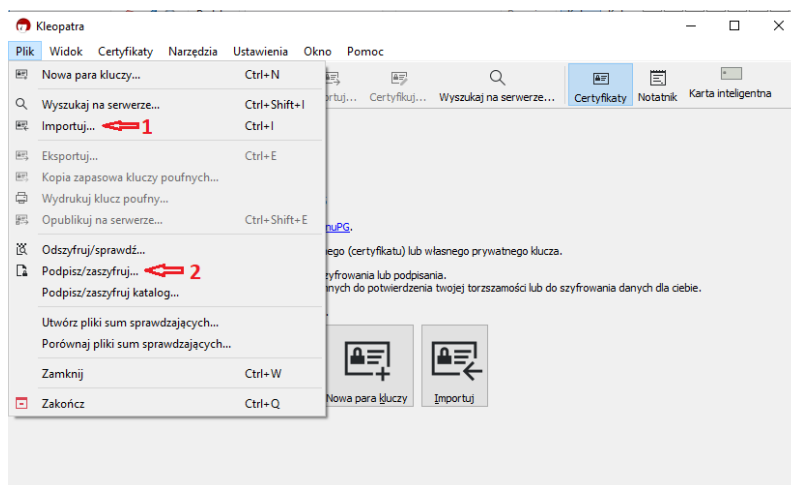 Kleopatra
Plik Widok Certyfikaty Narzędzia Ustawienia Okno Pomoc
Nowa para kluczy... Ctrl+N
Certyfikuj... Wyszukaj na serwerze... Certyfikaty Notatnik Karta inteligentna
Wyszukaj na serwerze... Ctrl+Shift+I
Importuj... 1 Ctrl+I
Eksportuj... Ctrl+E
Kopia zapasowa kluczy poufnych...
Wydrukuj klucz poufny...
Opublikuj na serwerze... Ctrl+Shift+E
nuPG.
Odszyfruj/sprawdź...
ego (certyfikatu) lub własnego prywatnego klucza.
Podpisz/zaszyfruj... 2
zyfrowania lub podpisania.
nnych do potwierdzenia twojej torzszamości lub do szyfrowania danych dla ciebie.
Podpisz/zaszyfruj katalog...
Utwórz pliki sum sprawdzających...
Porównaj pliki sum sprawdzających...
Zamknij Ctrl+W
Nowa para kluczy Importuj
Zakończ Ctrl+Q